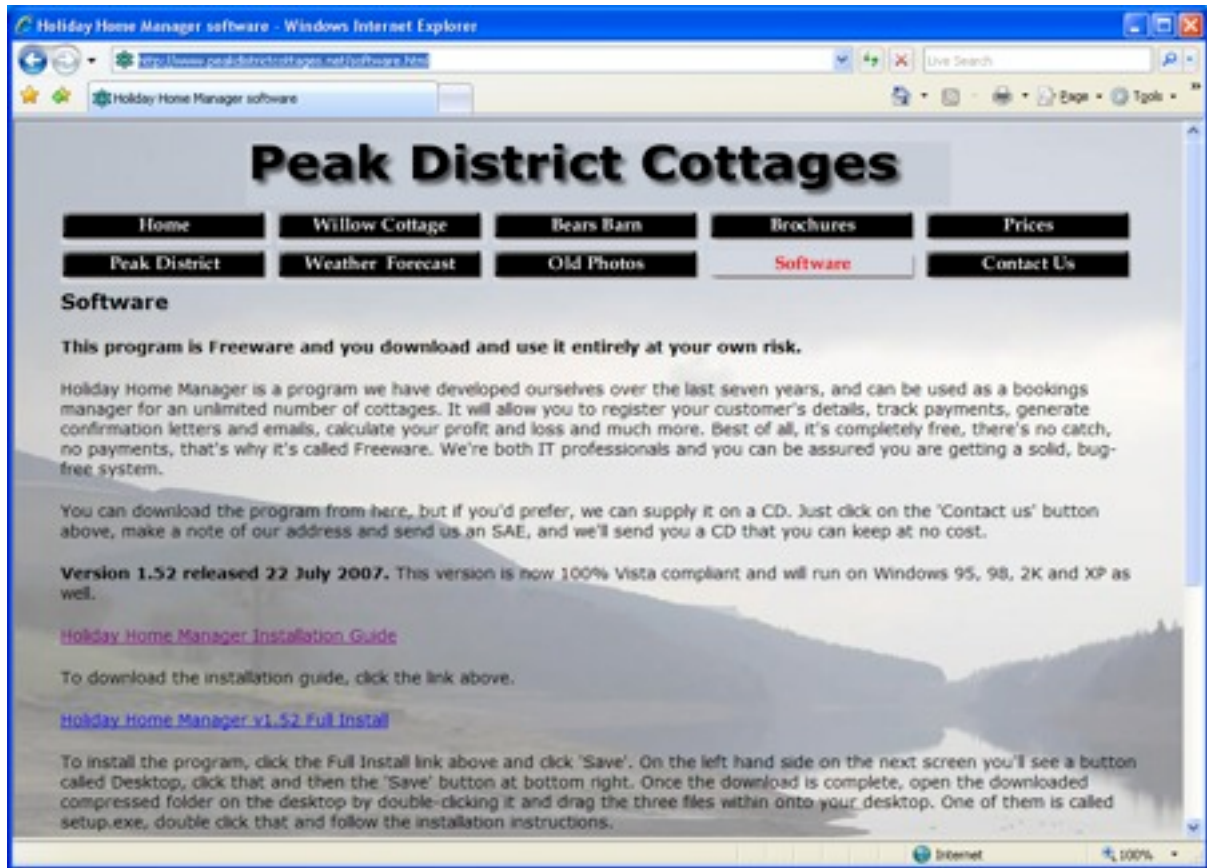 Holiday Home Manager software - Windows Internet Explorer
http://www.peakdistrictcottages.net/software.html
Live Search
Holiday Home Manager software
Page
Tools
Peak District Cottages
Home Willow Cottage Bears Barn Brochures Prices
Peak District Weather Forecast Old Photos Software Contact Us
Software
This program is Freeware and you download and use it entirely at your own risk.
Holiday Home Manager is a program we have developed ourselves over the last seven years, and can be used as a bookings
manager for an unlimited number of cottages. It will allow you to register your customer's details, track payments, generate
confirmation letters and emails, calculate your profit and loss and much more. Best of all, it's completely free, there's no catch,
no payments, that's why it's called Freeware. We're both IT professionals and you can be assured you are getting a solid, bug-
free system.
You can download the program from here, but if you'd prefer, we can supply it on a CD. Just click on the 'Contact us' button
above, make a note of our address and send us an SAE, and we'll send you a CD that you can keep at no cost.
Version 1.52 released 22 July 2007. This version is now 100% Vista compliant and will run on Windows 95, 98, 2K and XP as
well.
Holiday Home Manager Installation Guide
To download the installation guide, click the link above.
Holiday Home Manager v1.52 Full Install
To install the program, click the Full Install link above and click 'Save'. On the left hand side on the next screen you'll see a button
called Desktop, click that and then the 'Save' button at bottom right. Once the download is complete, open the downloaded
compressed folder on the desktop by double-clicking it and drag the three files within onto your desktop. One of them is called
setup.exe, double click that and follow the installation instructions.
Internet 100%